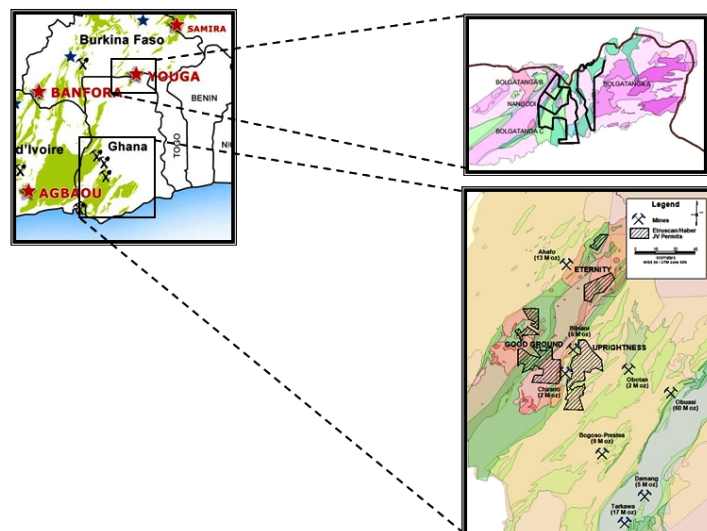 SAMIRA
Burkina Faso
YOUGA
BANFORA
BENIN
TOGO
NI
d'Ivoire
Ghana
AGBAOU
BOLGATANGA B
BOLGATANGA A
NANGODI
BOLGATANGA C
Legend
Mines
Etruscan/Haber
JV Permits
Kilometers
Ahafo
(13 M oz)
ETERNITY
Bibiani
(5 M oz)
GOOD GROUND
UPRIGHTNESS
Chirano
(2 M oz)
Obotan
(2 M oz)
Obuasi
(60 M oz)
Bogoso-Prestea
(9 M oz)
Damang
(5 M oz)
Tarkwa
(17 M oz)